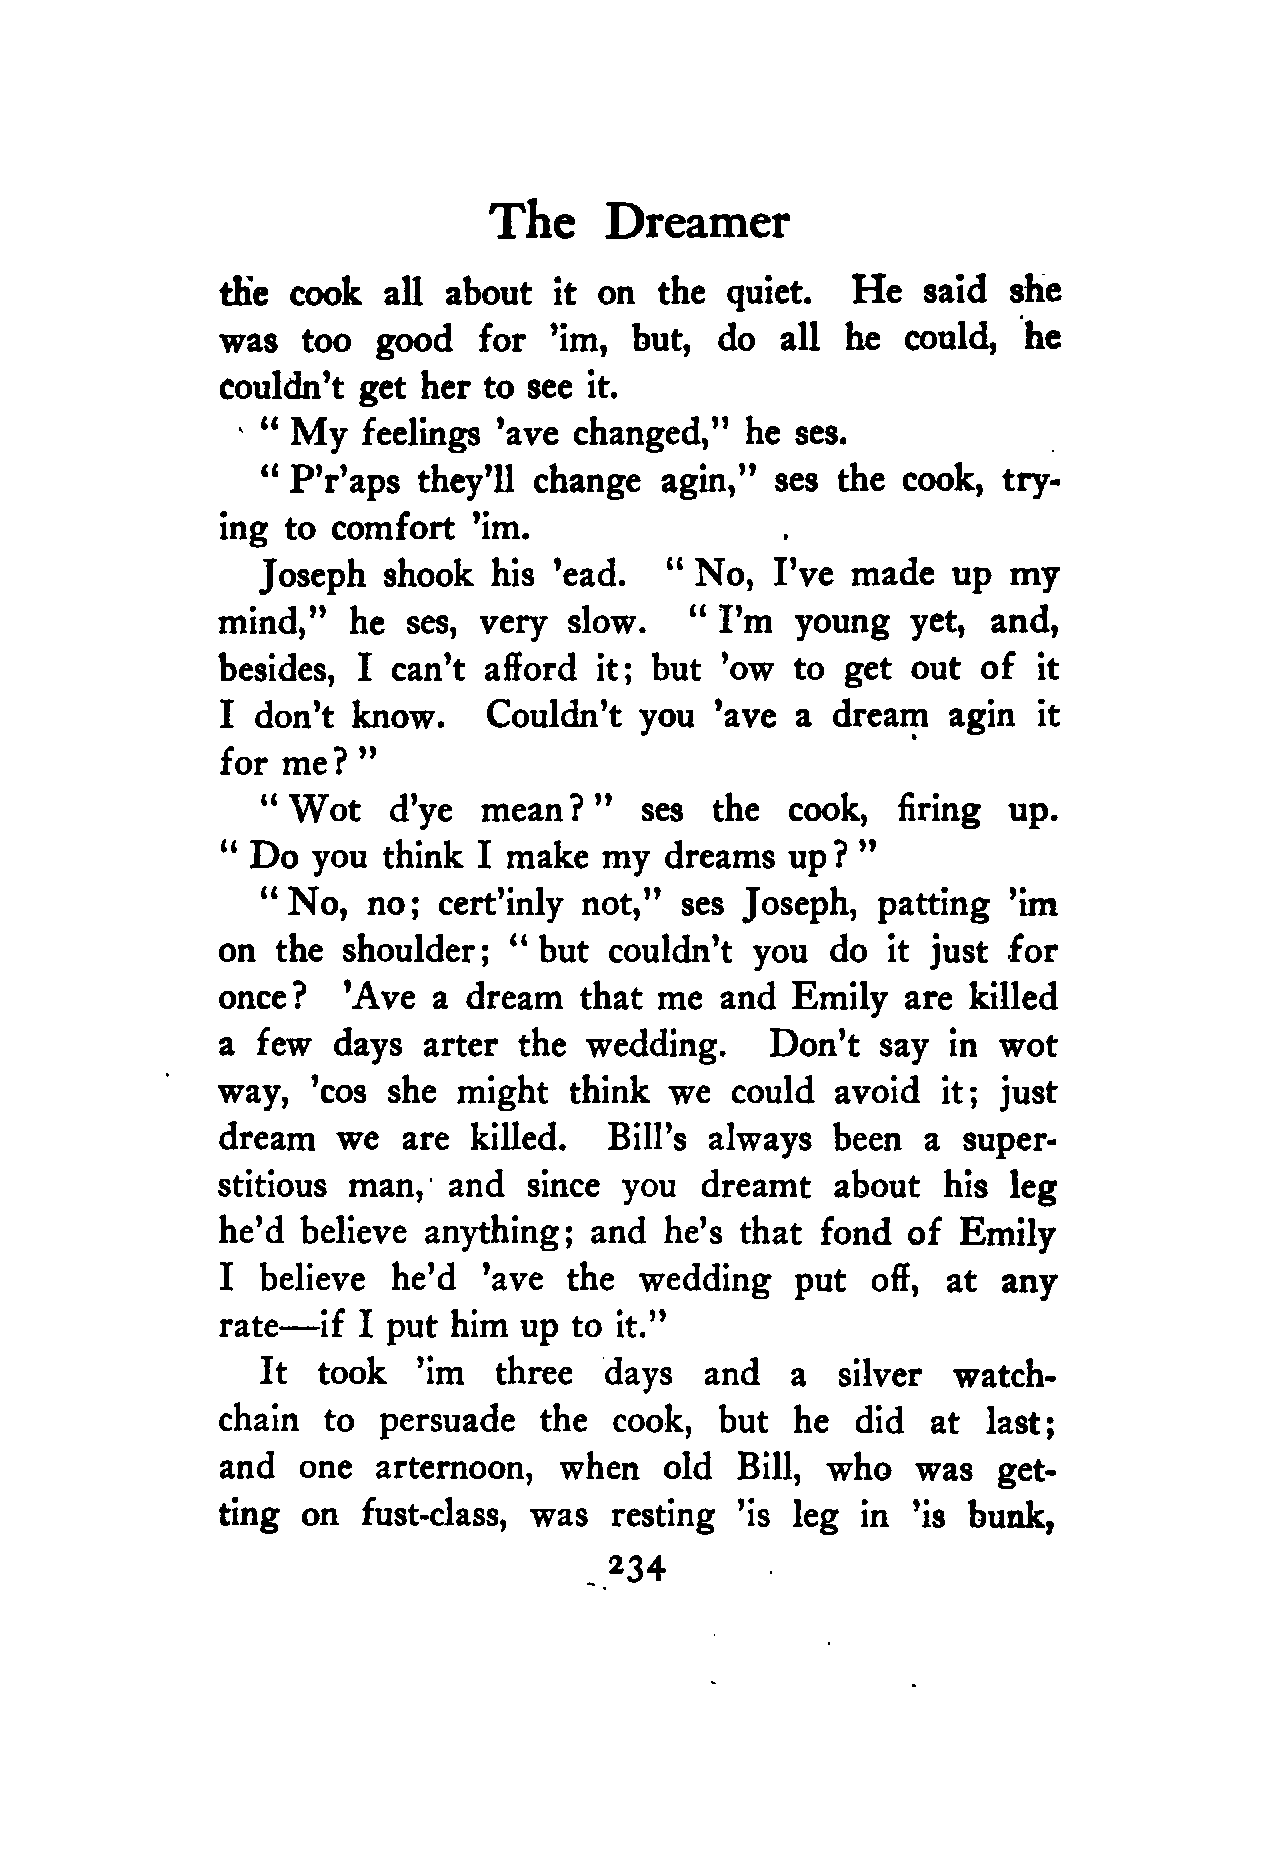 The Dreamer
the cook all about it on the quiet. He said she
was too good for 'im, but, do all he could, he
couldn't get her to see it.
" My feelings 'ave changed," he ses.
" P'r'aps they'll change agin," ses the cook, try-
ing to comfort 'im.
Joseph shook his 'ead. " No, I've made up my
mind," he ses, very slow. " I'm young yet, and,
besides, I can't afford it; but 'ow to get out of it
I don't know. Couldn't you 'ave a dream agin it
for me? "
" Wot d'ye mean? " ses the cook, firing up.
" Do you think I make my dreams up? "
" No, no; cert'inly not," ses Joseph, patting 'im
on the shoulder; " but couldn't you do it just for
once? 'Ave a dream that me and Emily are killed
a few days arter the wedding. Don't say in wot
way, 'cos she might think we could avoid it; just
dream we are killed. Bill's always been a super-
stitious man, and since you dreamt about his leg
he'd believe anything; and he's that fond of Emily
I believe he'd 'ave the wedding put off, at any
rate—if I put him up to it."
It took 'im three days and a silver watch-
chain to persuade the cook, but he did at last;
and one arternoon, when old Bill, who was get-
ting on fust-class, was resting 'is leg in 'is bunk,
234